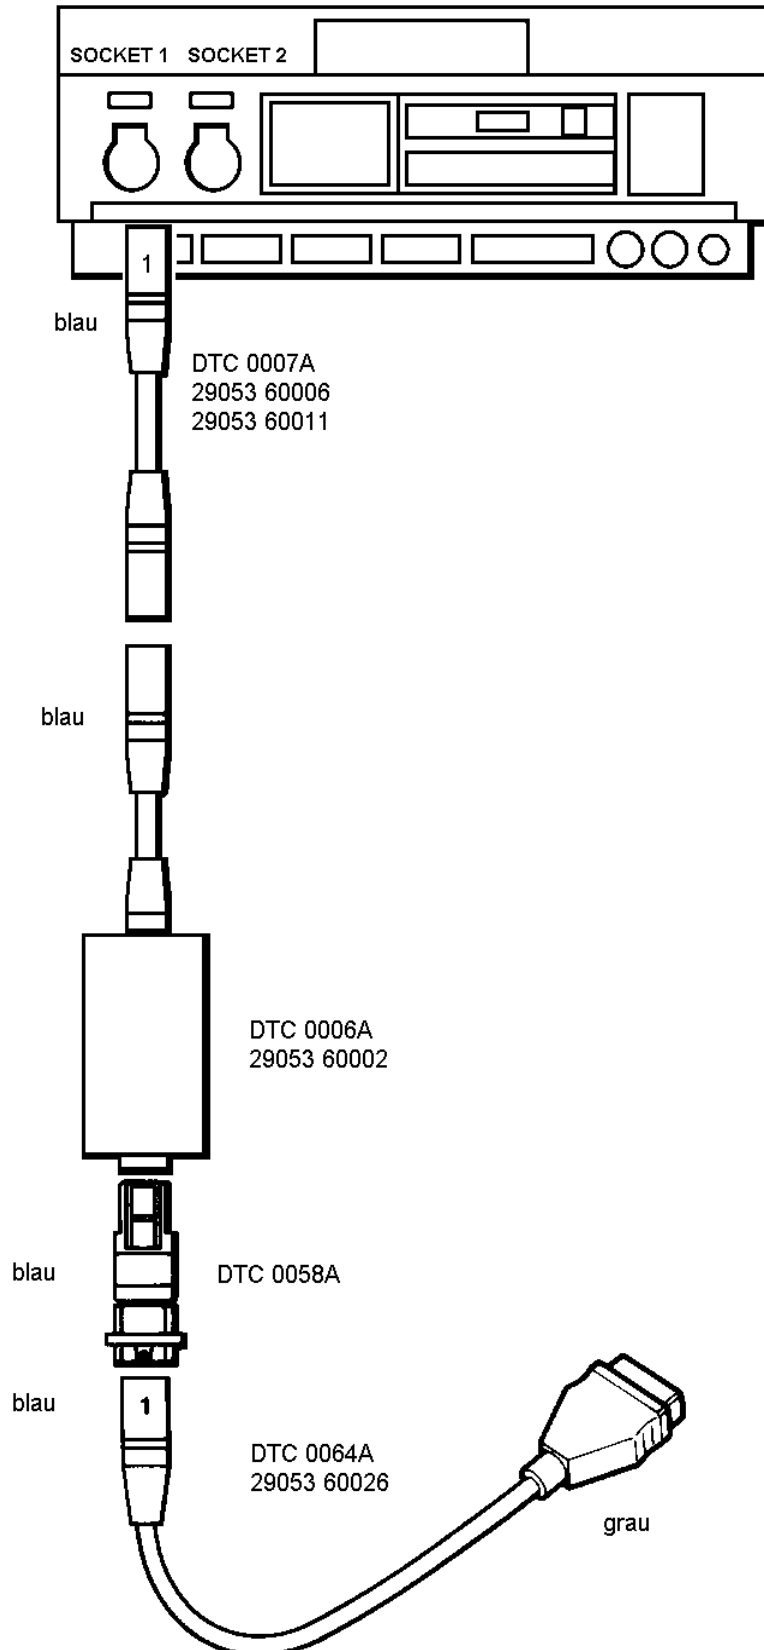 SOCKET 1 SOCKET 2
1
blau
DTC 0007A
29053 60006
29053 60011
blau
DTC 0006A
29053 60002
blau
DTC 0058A
blau
1
DTC 0064A
29053 60026
grau